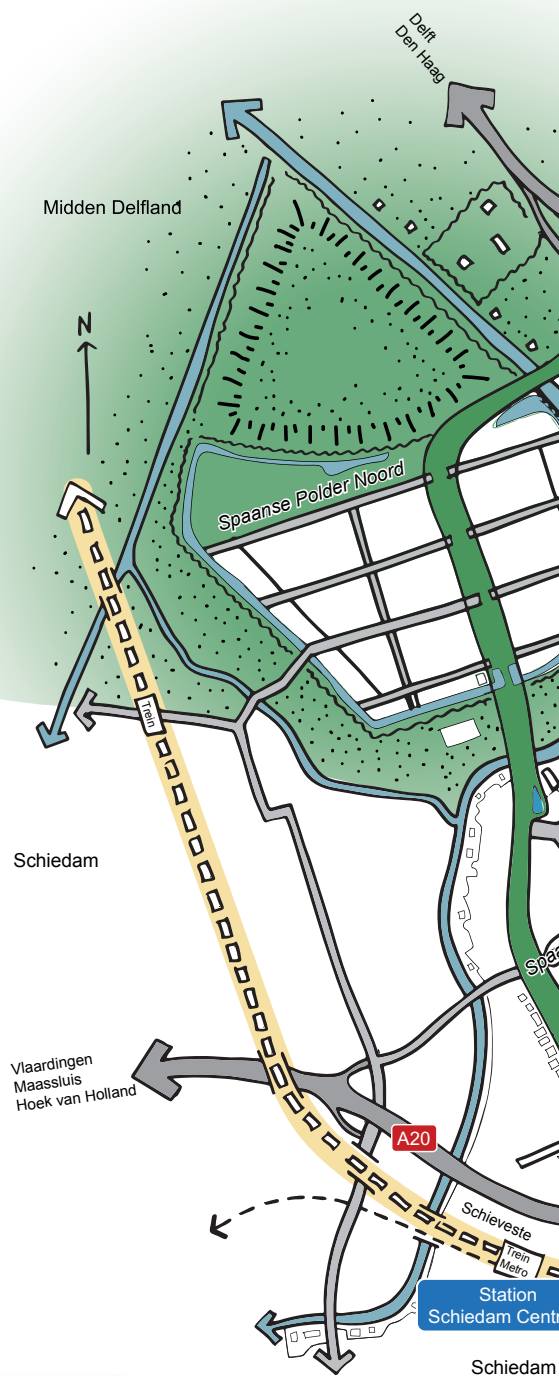 Delft
Den Haag
Midden Delfland
N
Spaanse Polder Noord
Trein
Schiedam
Spaa
Vlaardingen
Maassluis
Hoek van Holland
A20
Schieveste
Trein
Metro
Station
Schiedam Centr
Schiedam